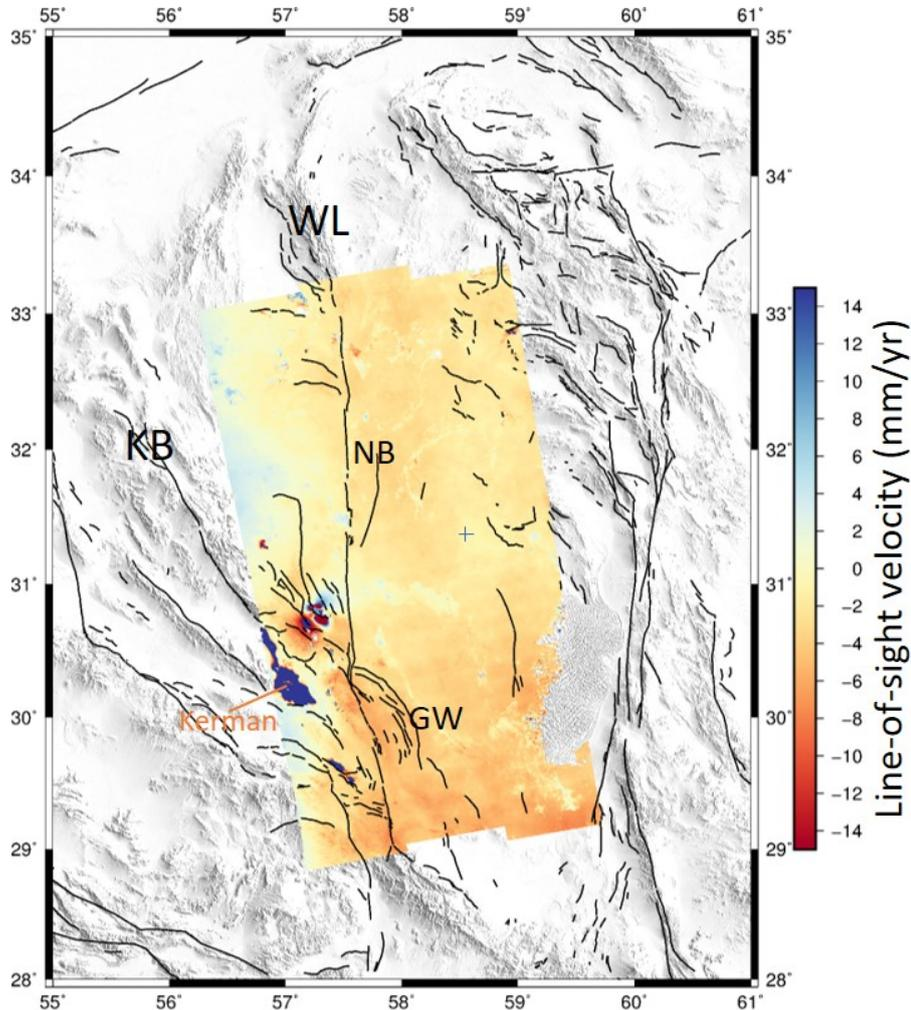 55° 56° 57° 58° 59° 60° 61°
35° 35°
34° 34°
WL
33° 33°
KB
32° 32°
NB
31° 31°
Kerman
GW
30° 30°
29° 29°
28° 28°
55° 56° 57° 58° 59° 60° 61°
14
12
10
8
6
4
2
0
−2
−4
−6
−8
−10
−12
−14
Line-of-sight velocity (mm/yr)